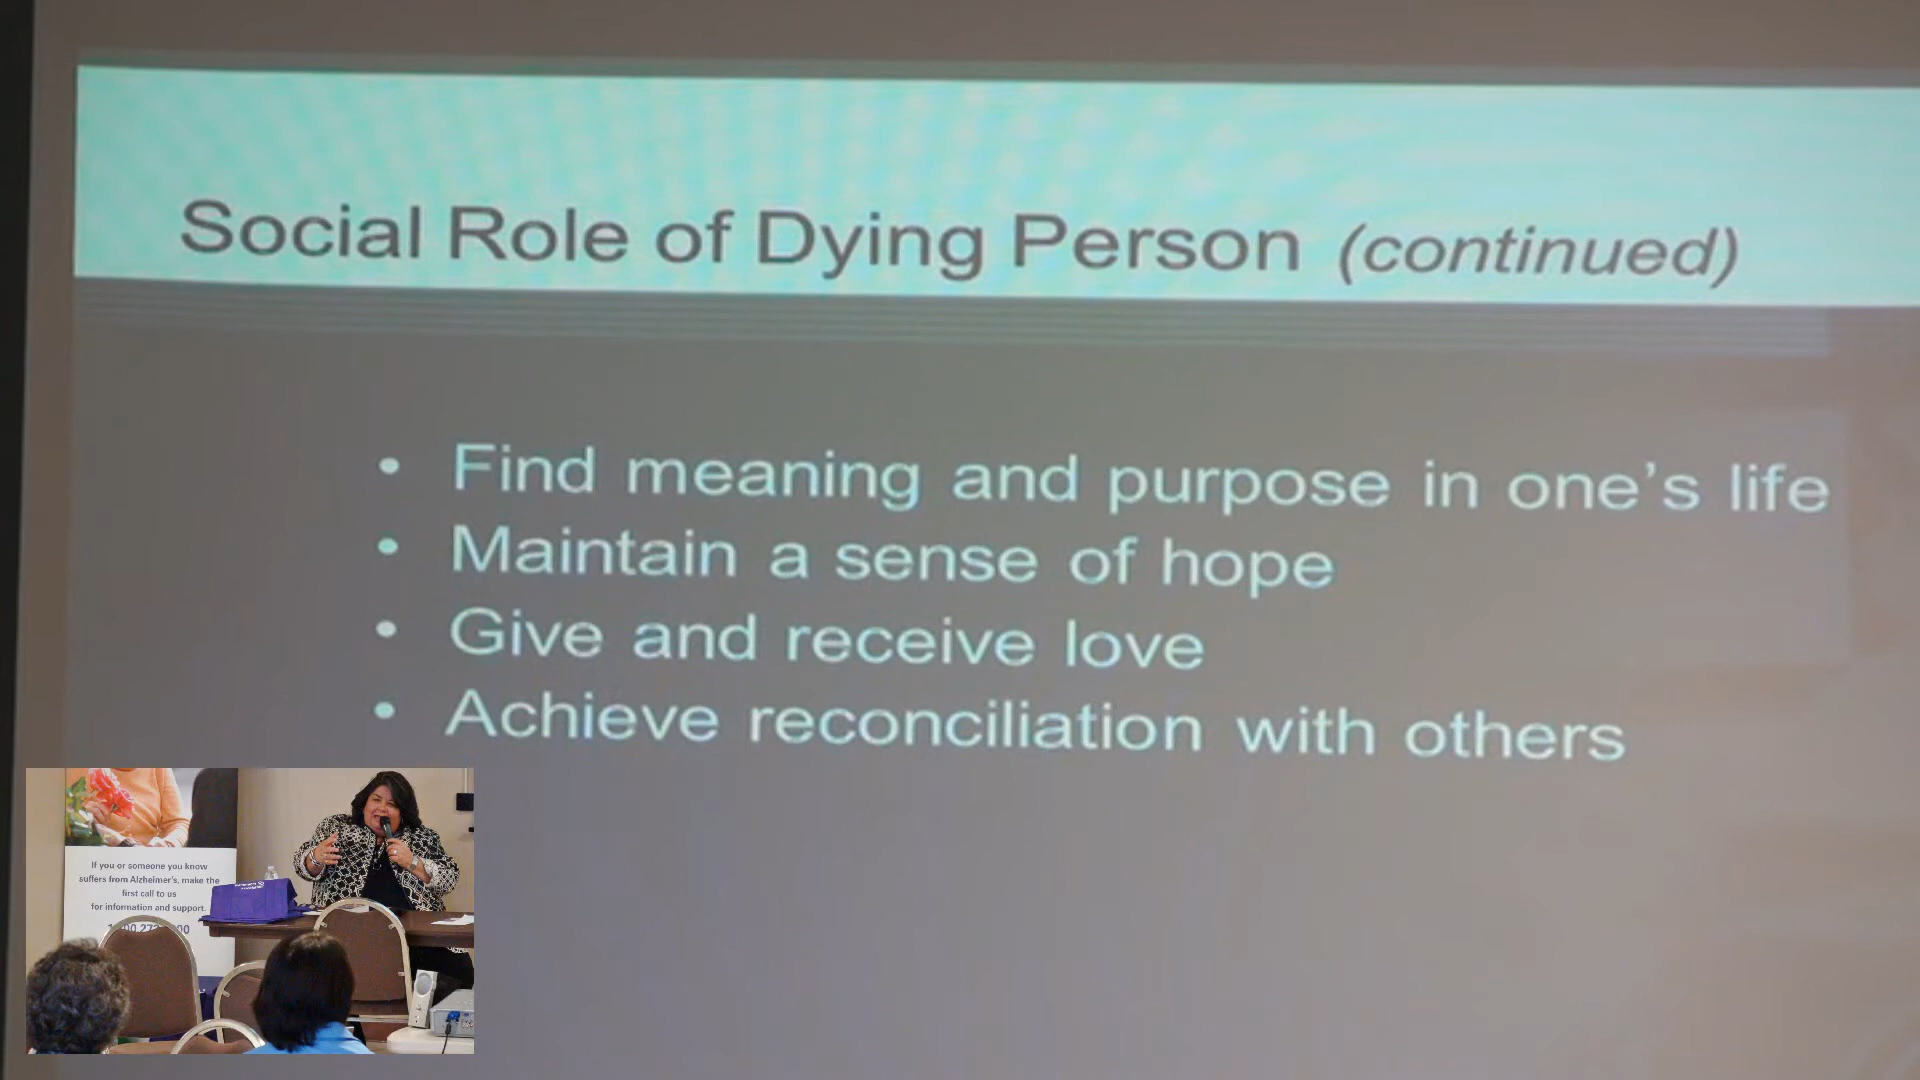 Social Role of Dying Person (continued)
• Find meaning and purpose in one's life
• Maintain a sense of hope
• Give and receive love
• Achieve reconciliation with others
If you or someone you know
suffers from Alzheimer's, make the
first call to us
for information and support.